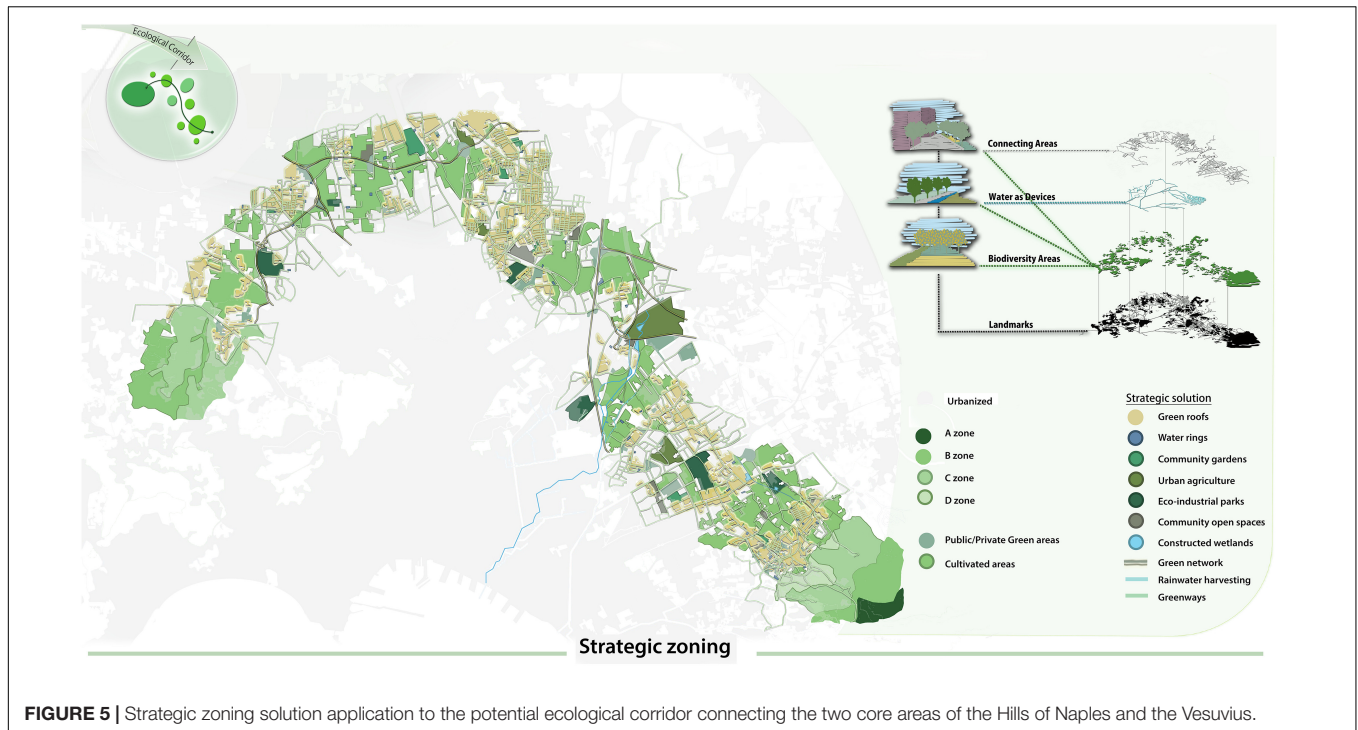 Ecological Corridor
Connecting Areas
Water as Devices
Biodiversity Areas
Landmarks
Urbanized
A zone
B zone
C zone
D zone
Public/Private Green areas
Cultivated areas
Strategic solution
Green roofs
Water rings
Community gardens
Urban agriculture
Eco-industrial parks
Community open spaces
Constructed wetlands
Green network
Rainwater harvesting
Greenways
Strategic zoning
FIGURE 5 | Strategic zoning solution application to the potential ecological corridor connecting the two core areas of the Hills of Naples and the Vesuvius.